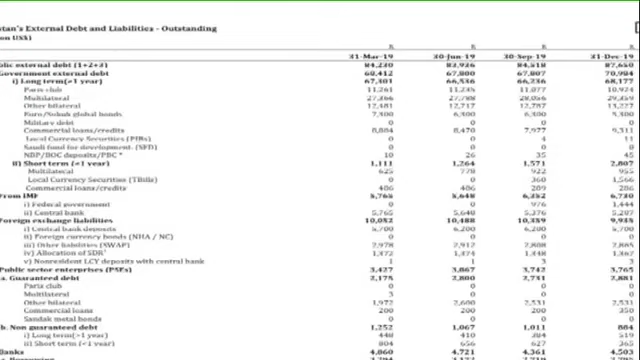 stan's External Debt and Liabilities - Outstanding
on US$)
R R R R
31-Mar-19 30-Jun-19 30-Sep-19 31-Dec-19
blic external debt (1+2+3) 84,230 83,936 84,518 87,650
Government external debt 68,412 67,800 67,807 70,984
i) Long term(>1 year) 67,301 66,536 66,236 68,177
Paris club 11,261 11,235 11,077 10,924
Multilateral 27,366 27,788 28,056
Other bilateral 12,481 12,717 12,787 13,227
Euro/Sukuk global bonds 7,300 6,300 6,300 5,300
Military debt 0 0 0 0
Commercial loans/credits 8,884 8,470 7,977 9,311
Local Currency Securities (PIBs) 0 0 4 11
Saudi fund for development. (SFD) 0 0 0 0
NBP/BOC deposits/PBC 10 26 35 45
ii) Short term (<1 year) 1,111 1,264 1,571 2,807
Multilateral 625 778 922 955
Local Currency Securities (TBills) 0 0 360 1,566
Commercial loans/credits 486 486 289 286
From IMF 5,765 5,648 6,352 6,730
i) Federal government 0 0 976 1,444
ii) Central bank 5,765 5,648 5,376 5,287
Foreign exchange liabilities 10,052 10,488 10,359 9,935
i) Central bank deposits 5,700 6,200 6,200 5,700
ii) Foreign currency bonds (NHA / NC) 0 0 0 0
iii) Other liabilities (SWAP) 2,978 2,912 2,808 2,865
iv) Allocation of SDR 1,372 1,374 1,348 1,367
v) Nonresident LCY deposits with central bank 1 1 3 3
Public sector enterprises (PSEs) 3,427 3,867 3,742 3,765
a. Guaranteed debt 2,175 2,800 2,731 2,881
Paris club 0 0 0 0
Multilateral 3 0 0 0
Other bilateral 1,972 2,600 2,531 2,531
Commercial loans 200 200 200 350
Sandak metal bonds 0 0 0 0
b. Non guaranteed debt 1,252 1,067 1,011 884
i) Long term(>1 year) 448 410 384 519
ii) Short term (<1 year) 804 656 627 365
Banks 4,860 4,721 4,361 4,505